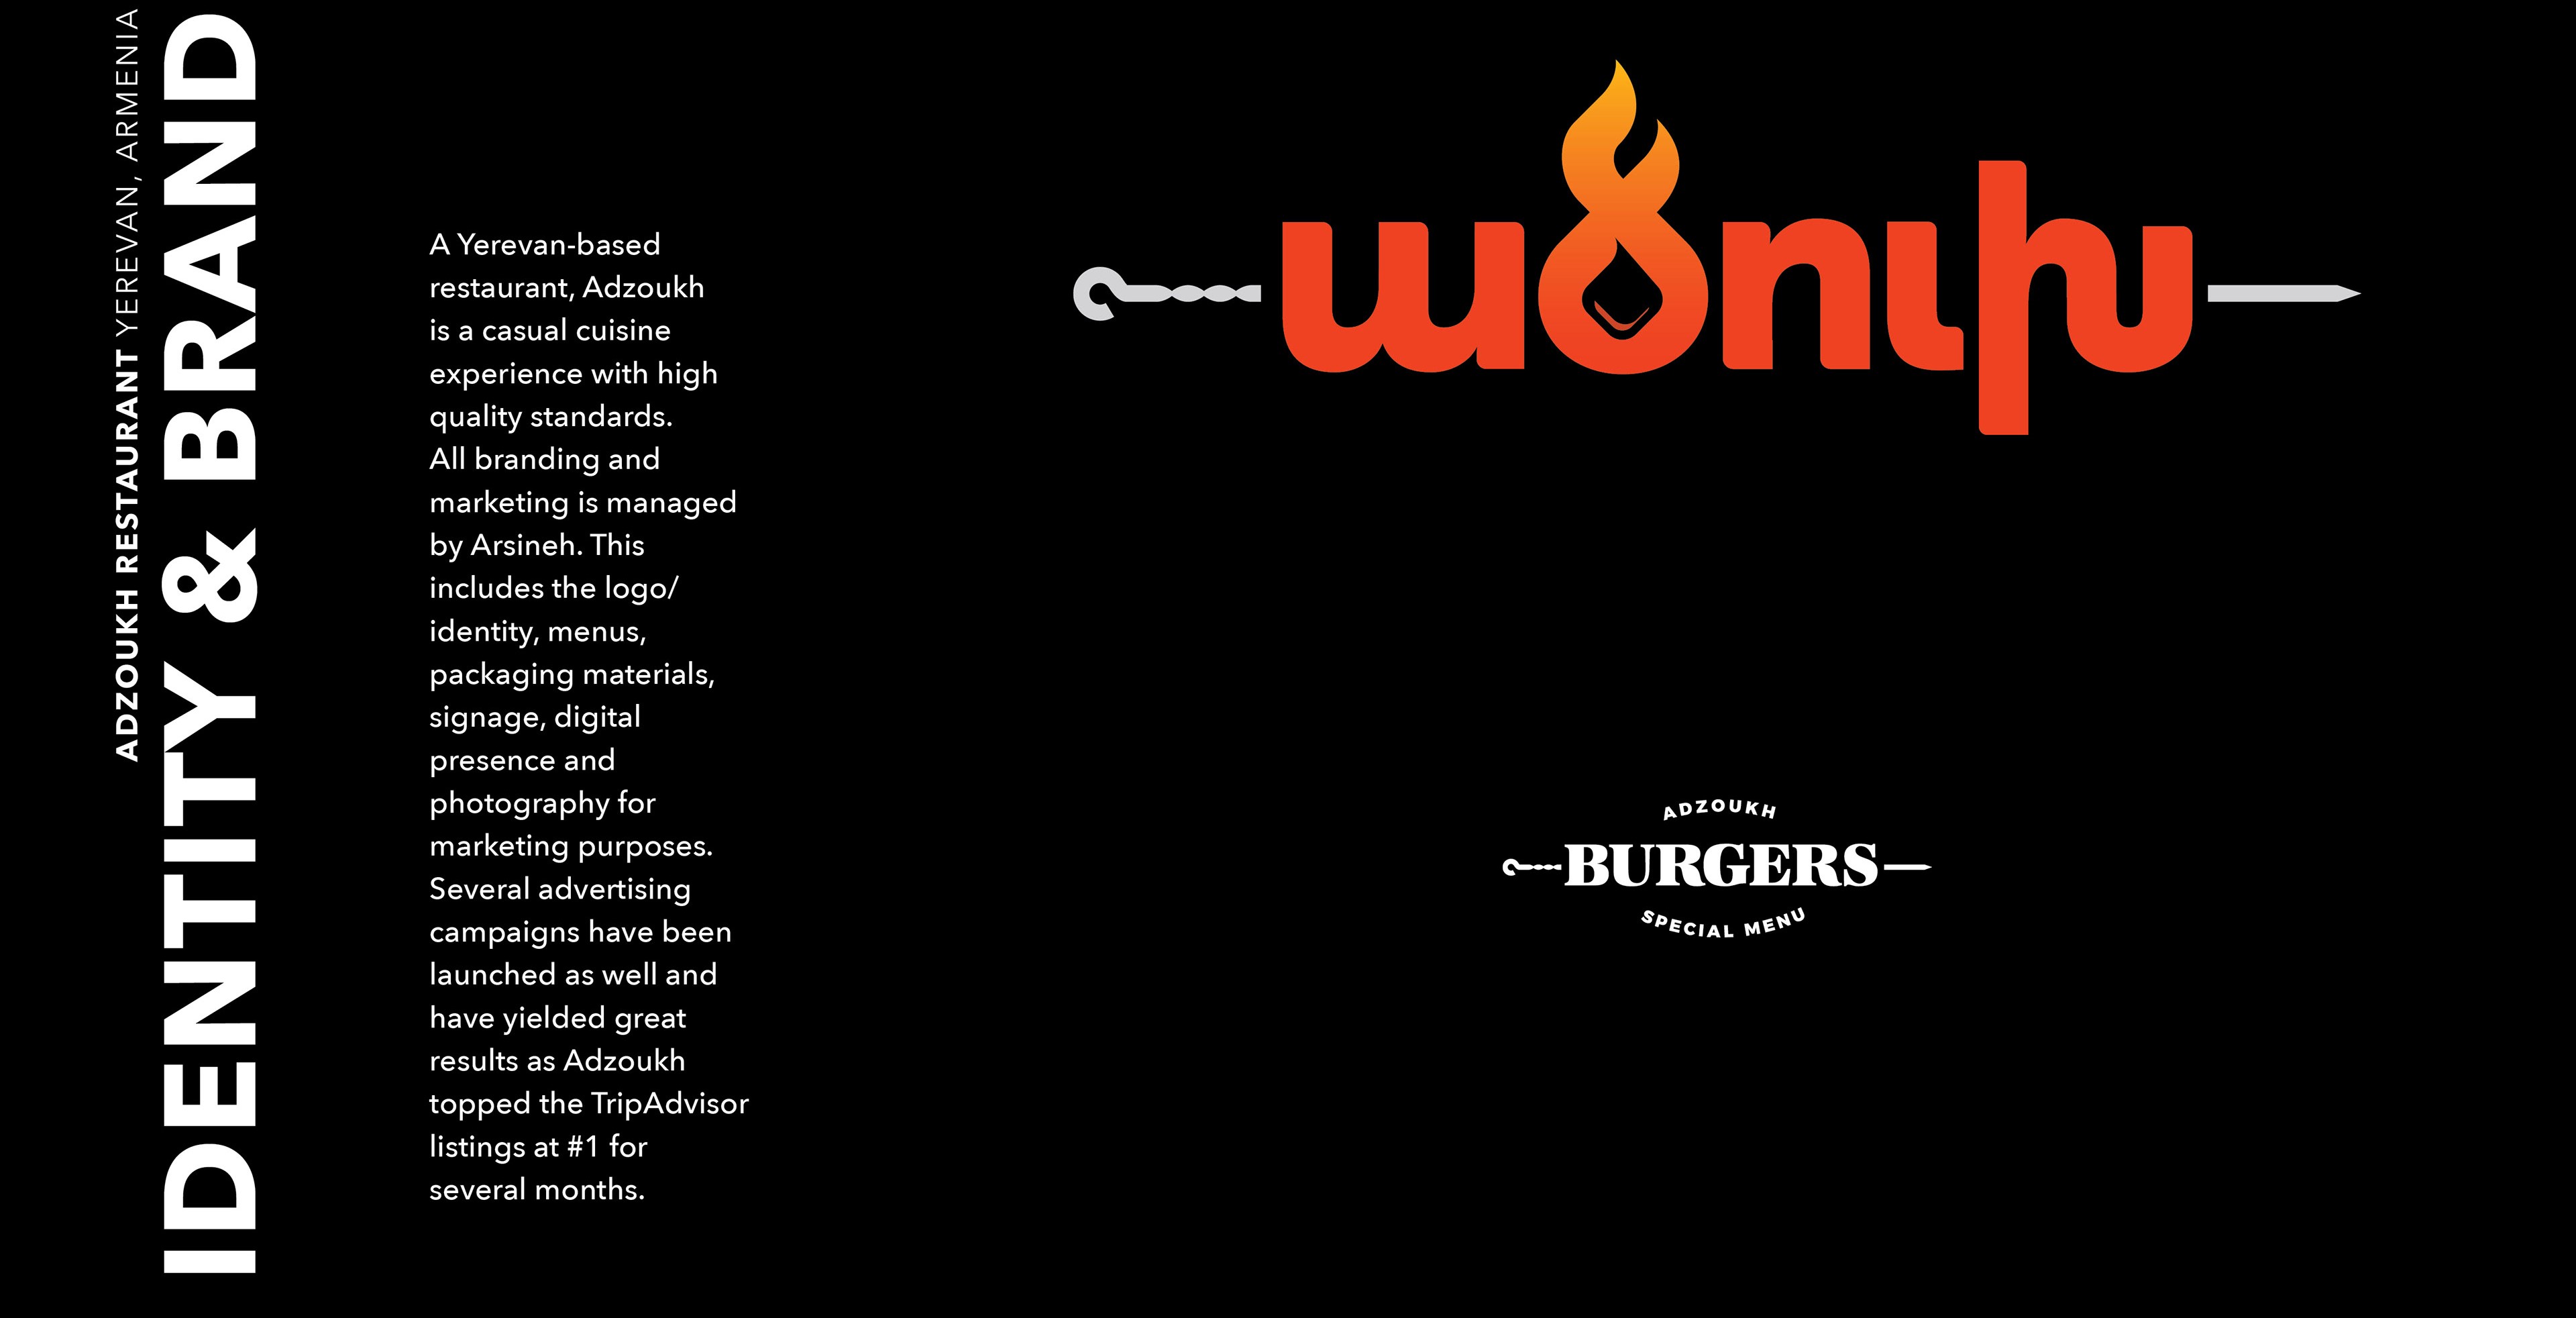 ADZOUKH RESTAURANT YEREVAN, ARMENIA
IDENTITY & BRAND
A Yerevan-based
restaurant, Adzoukh
is a casual cuisine
experience with high
quality standards.
All branding and
marketing is managed
by Arsineh. This
includes the logo/
identity, menus,
packaging materials,
signage, digital
presence and
photography for
marketing purposes.
Several advertising
campaigns have been
launched as well and
have yielded great
results as Adzoukh
topped the TripAdvisor
listings at #1 for
several months.
ածուխ
ADZOUKH
BURGERS
SPECIAL MENU